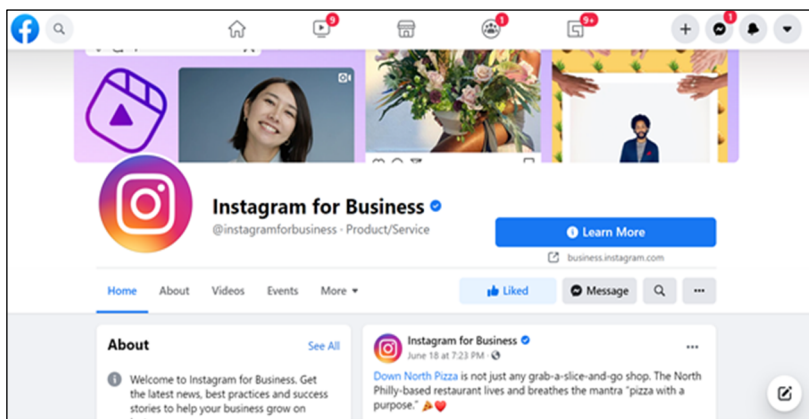 9
1
9+
1
Instagram for Business
@instagramforbusiness · Product/Service
Learn More
business.instagram.com
Home About Videos Events More
Liked Message
About See All
Welcome to Instagram for Business. Get
the latest news, best practices and success
stories to help your business grow on
Instagram for Business
June 18 at 7:23 PM ·
Down North Pizza is not just any grab-a-slice-and-go shop. The North
Philly-based restaurant lives and breathes the mantra "pizza with a
purpose." 🍕❤️